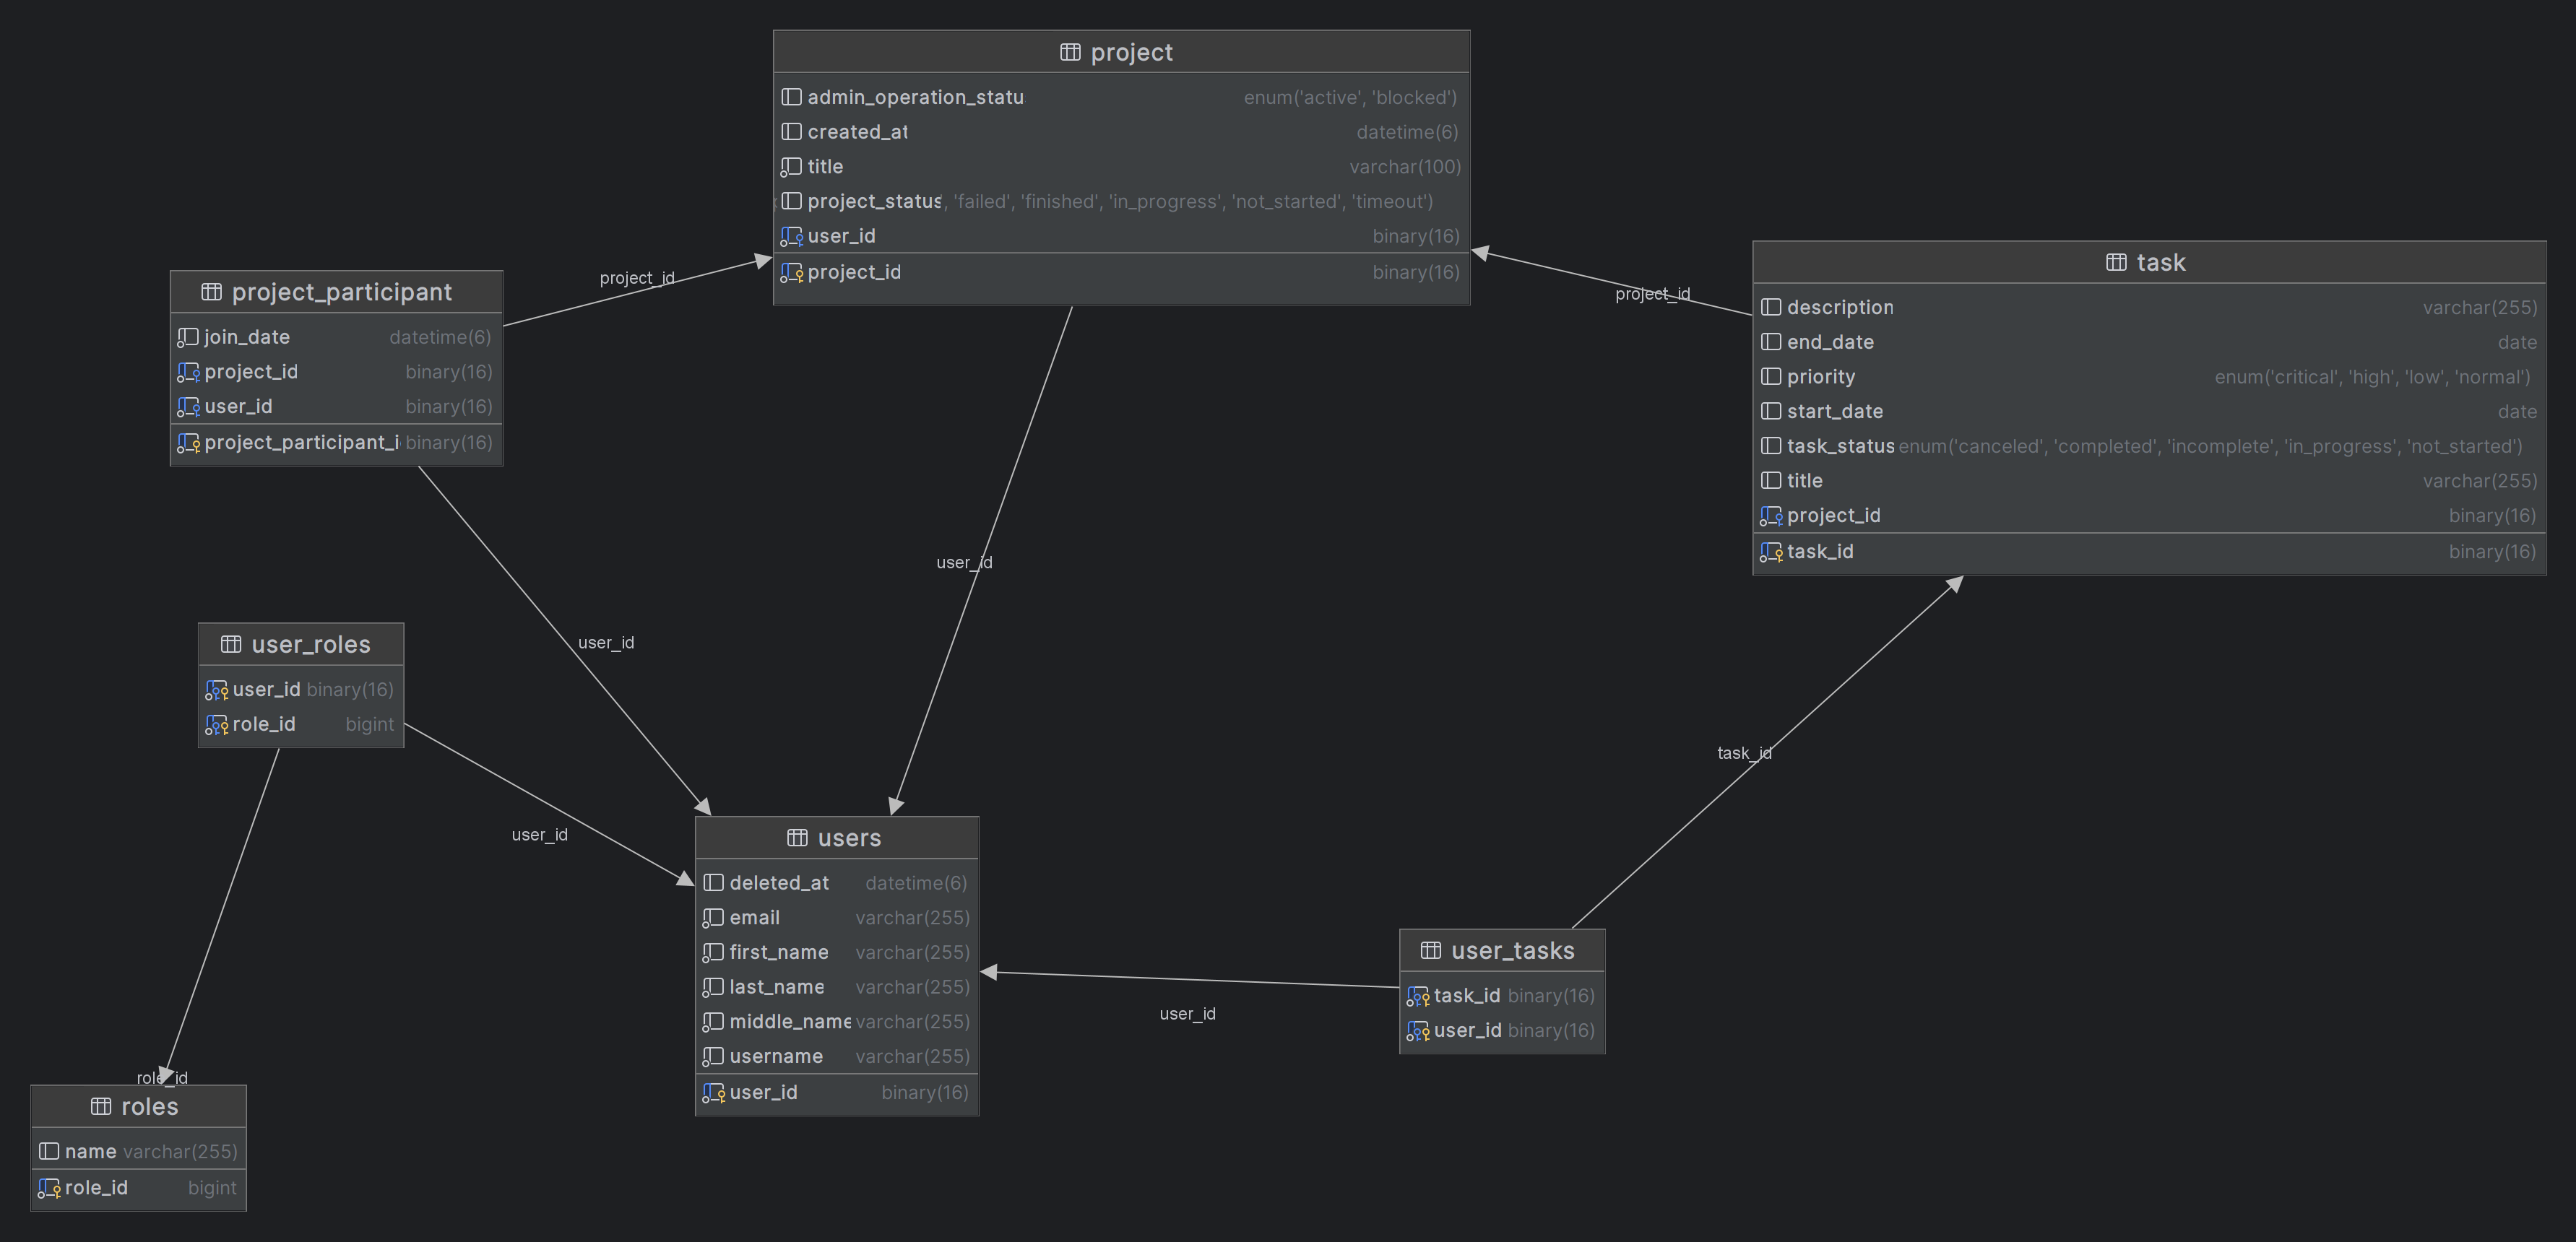 project
admin_operation_statu enum('active', 'blocked')
created_at datetime(6)
title varchar(100)
project_status ', 'failed', 'finished', 'in_progress', 'not_started', 'timeout')
user_id binary(16)
project_id binary(16)
task
description varchar(255)
end_date date
priority enum('critical', 'high', 'low', 'normal')
start_date date
task_status enum('canceled', 'completed', 'incomplete', 'in_progress', 'not_started')
title varchar(255)
project_id binary(16)
task_id binary(16)
project_participant
join_date datetime(6)
project_id binary(16)
user_id binary(16)
project_participant_i binary(16)
project_id
project_id
user_id
user_id
user_roles
user_id binary(16)
role_id bigint
user_id
task_id
users
deleted_at datetime(6)
email varchar(255)
first_name varchar(255)
last_name varchar(255)
middle_name varchar(255)
username varchar(255)
user_id binary(16)
user_tasks
task_id binary(16)
user_id binary(16)
user_id
role_id
roles
name varchar(255)
role_id bigint